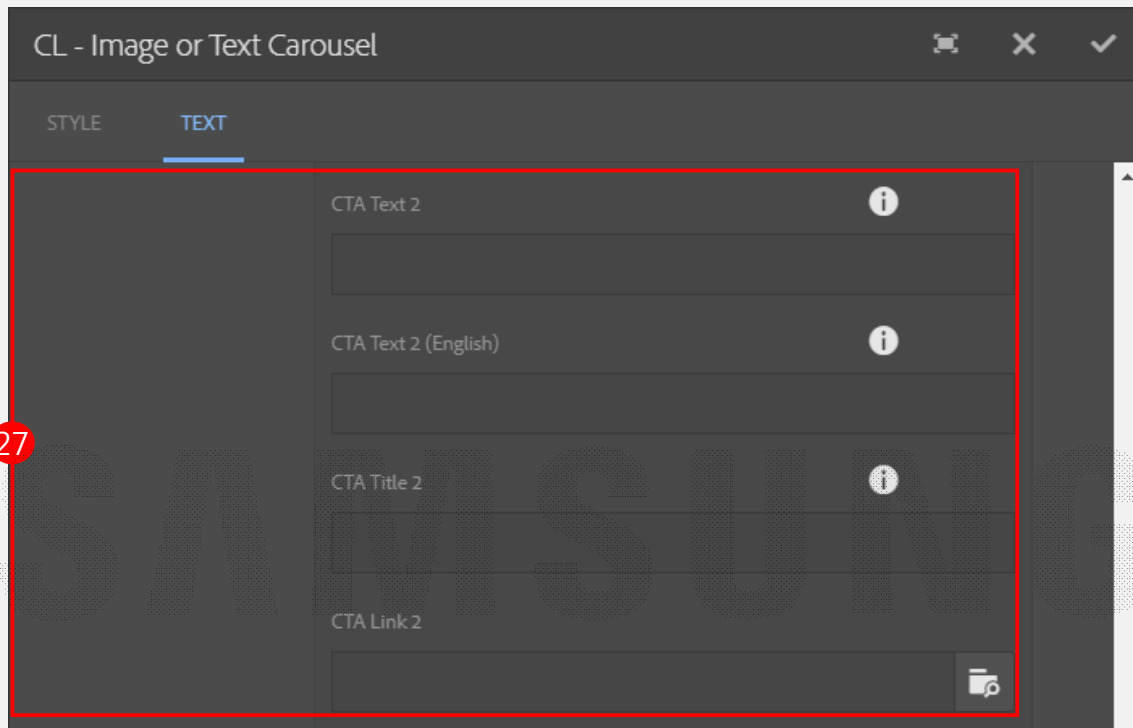 CL - Image or Text Carousel
STYLE TEXT
CTA Text 2
CTA Text 2 (English)
27
CTA Title 2
SAMSUNG
CTA Link 2